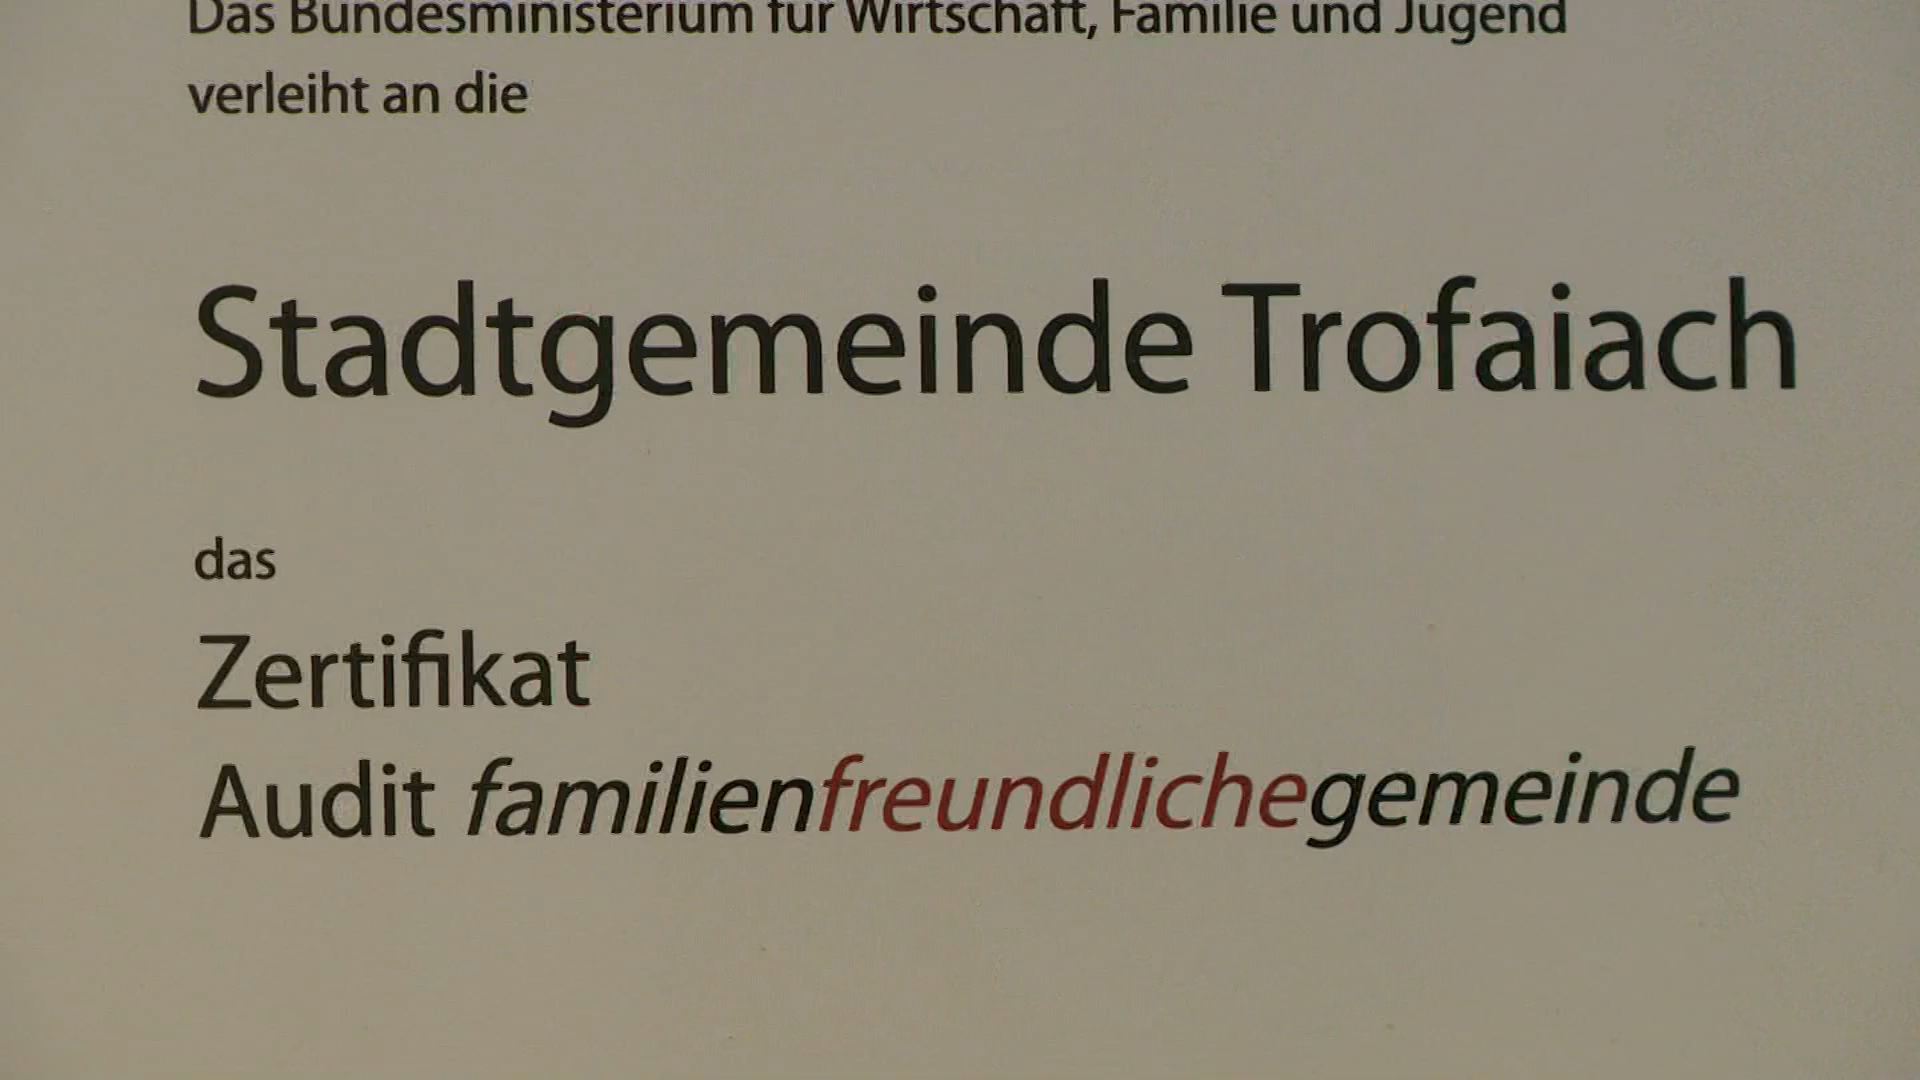 Das Bundesministerium für Wirtschaft, Familie und Jugend
verleiht an die
Stadtgemeinde Trofaiach
das
Zertifikat
Audit familienfreundlichegemeinde